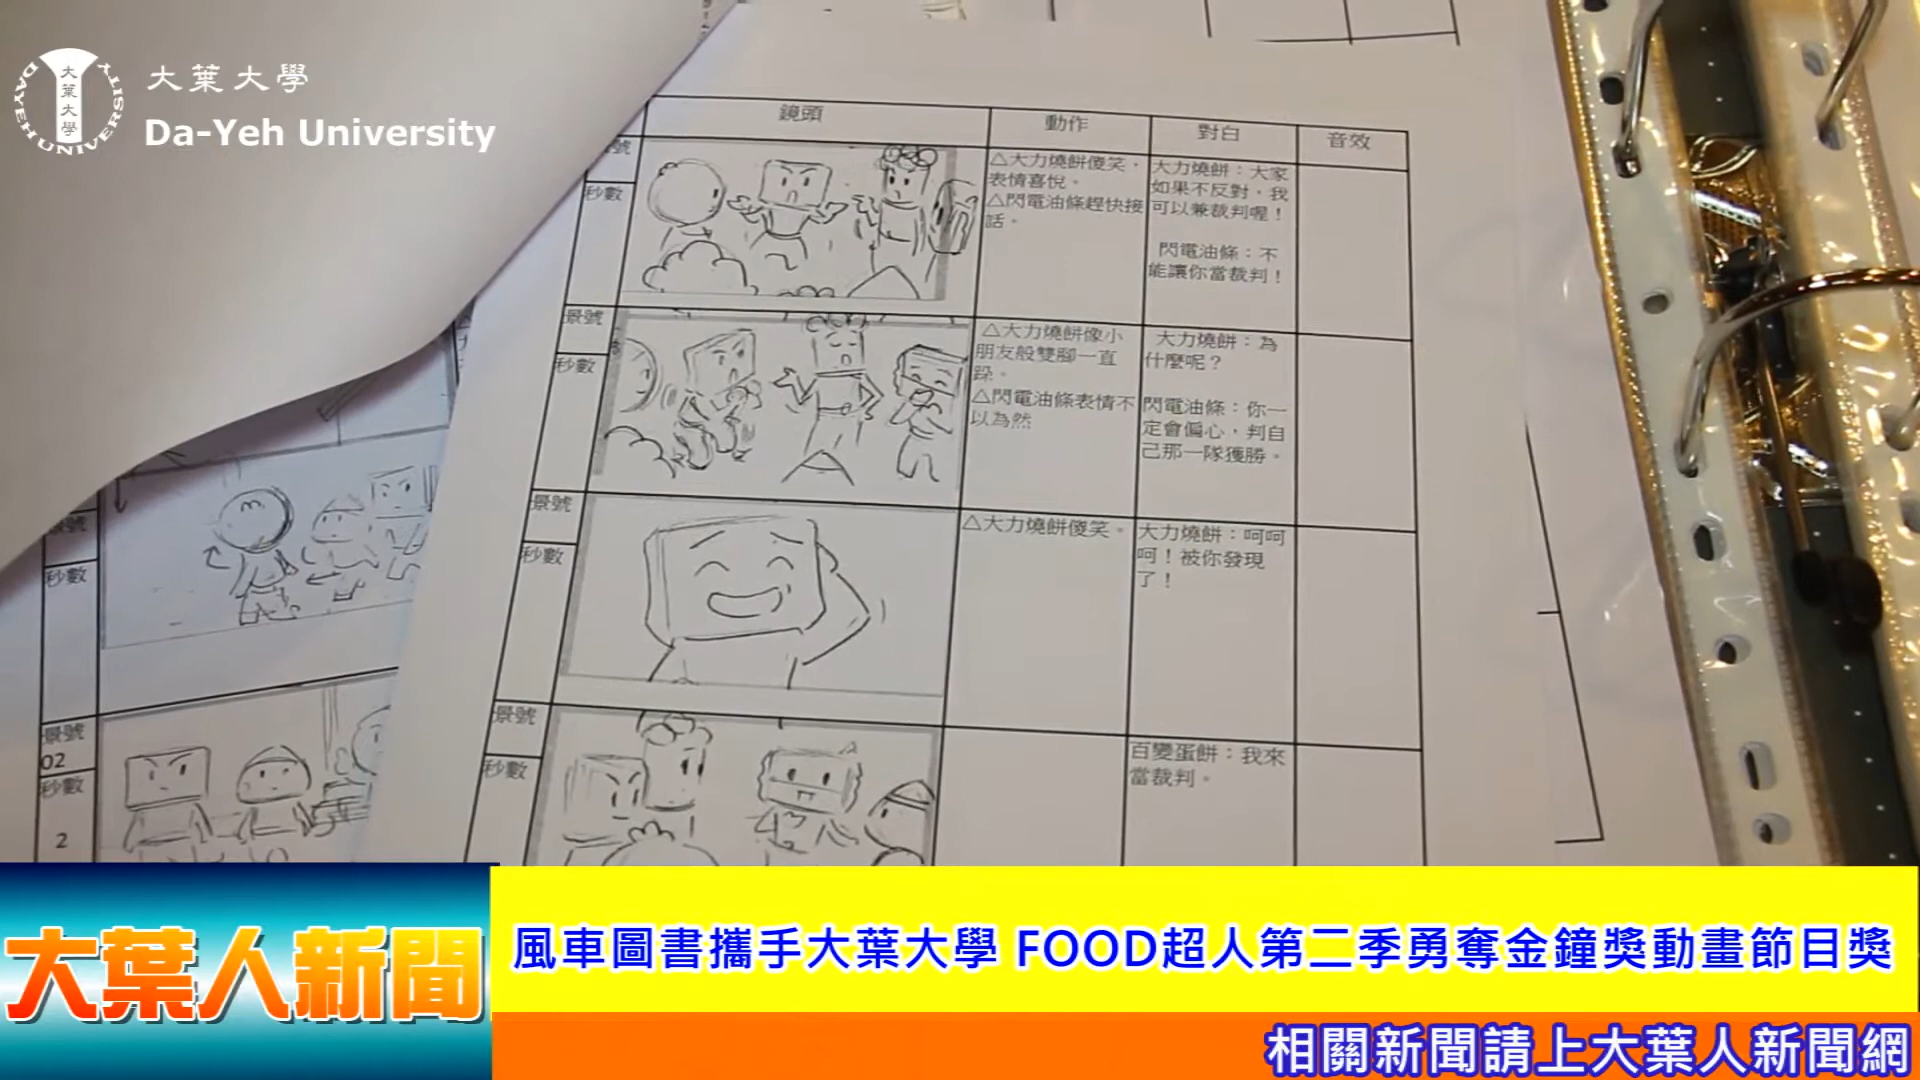 大葉大學
DAYEH UNIVERSITY
大葉大學
Da-Yeh University
鏡頭
動作
對白
音效
號
秒數
△大力燒餅傻笑，
表情喜悅。
△閃電油條趕快接
話。
大力燒餅：大家
如果不反對，我
可以兼裁判喔！
閃電油條：不
能讓你當裁判！
景號
秒數
△大力燒餅像小
朋友般雙腳一直
跺。
△閃電油條表情不
以為然
大力燒餅：為
什麼呢？
閃電油條：你一
定會偏心，判自
己那一隊獲勝。
景號
秒數
△大力燒餅傻笑。
大力燒餅：呵呵
呵！被你發現
了！
景號
秒數
百變蛋餅：我來
當裁判。
景號
秒數
景號
02
秒數
2
大葉人新聞
風車圖書攜手大葉大學 FOOD超人第二季勇奪金鐘獎動畫節目獎
相關新聞請上大葉人新聞網